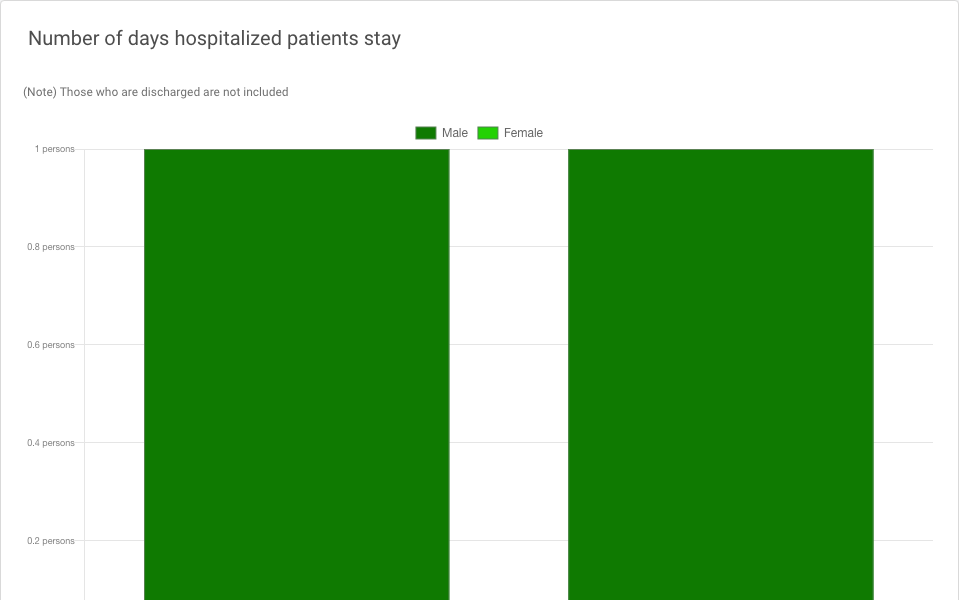 Number of days hospitalized patients stay
(Note) Those who are discharged are not included
Male Female
1 persons
0.8 persons
0.6 persons
0.4 persons
0.2 persons